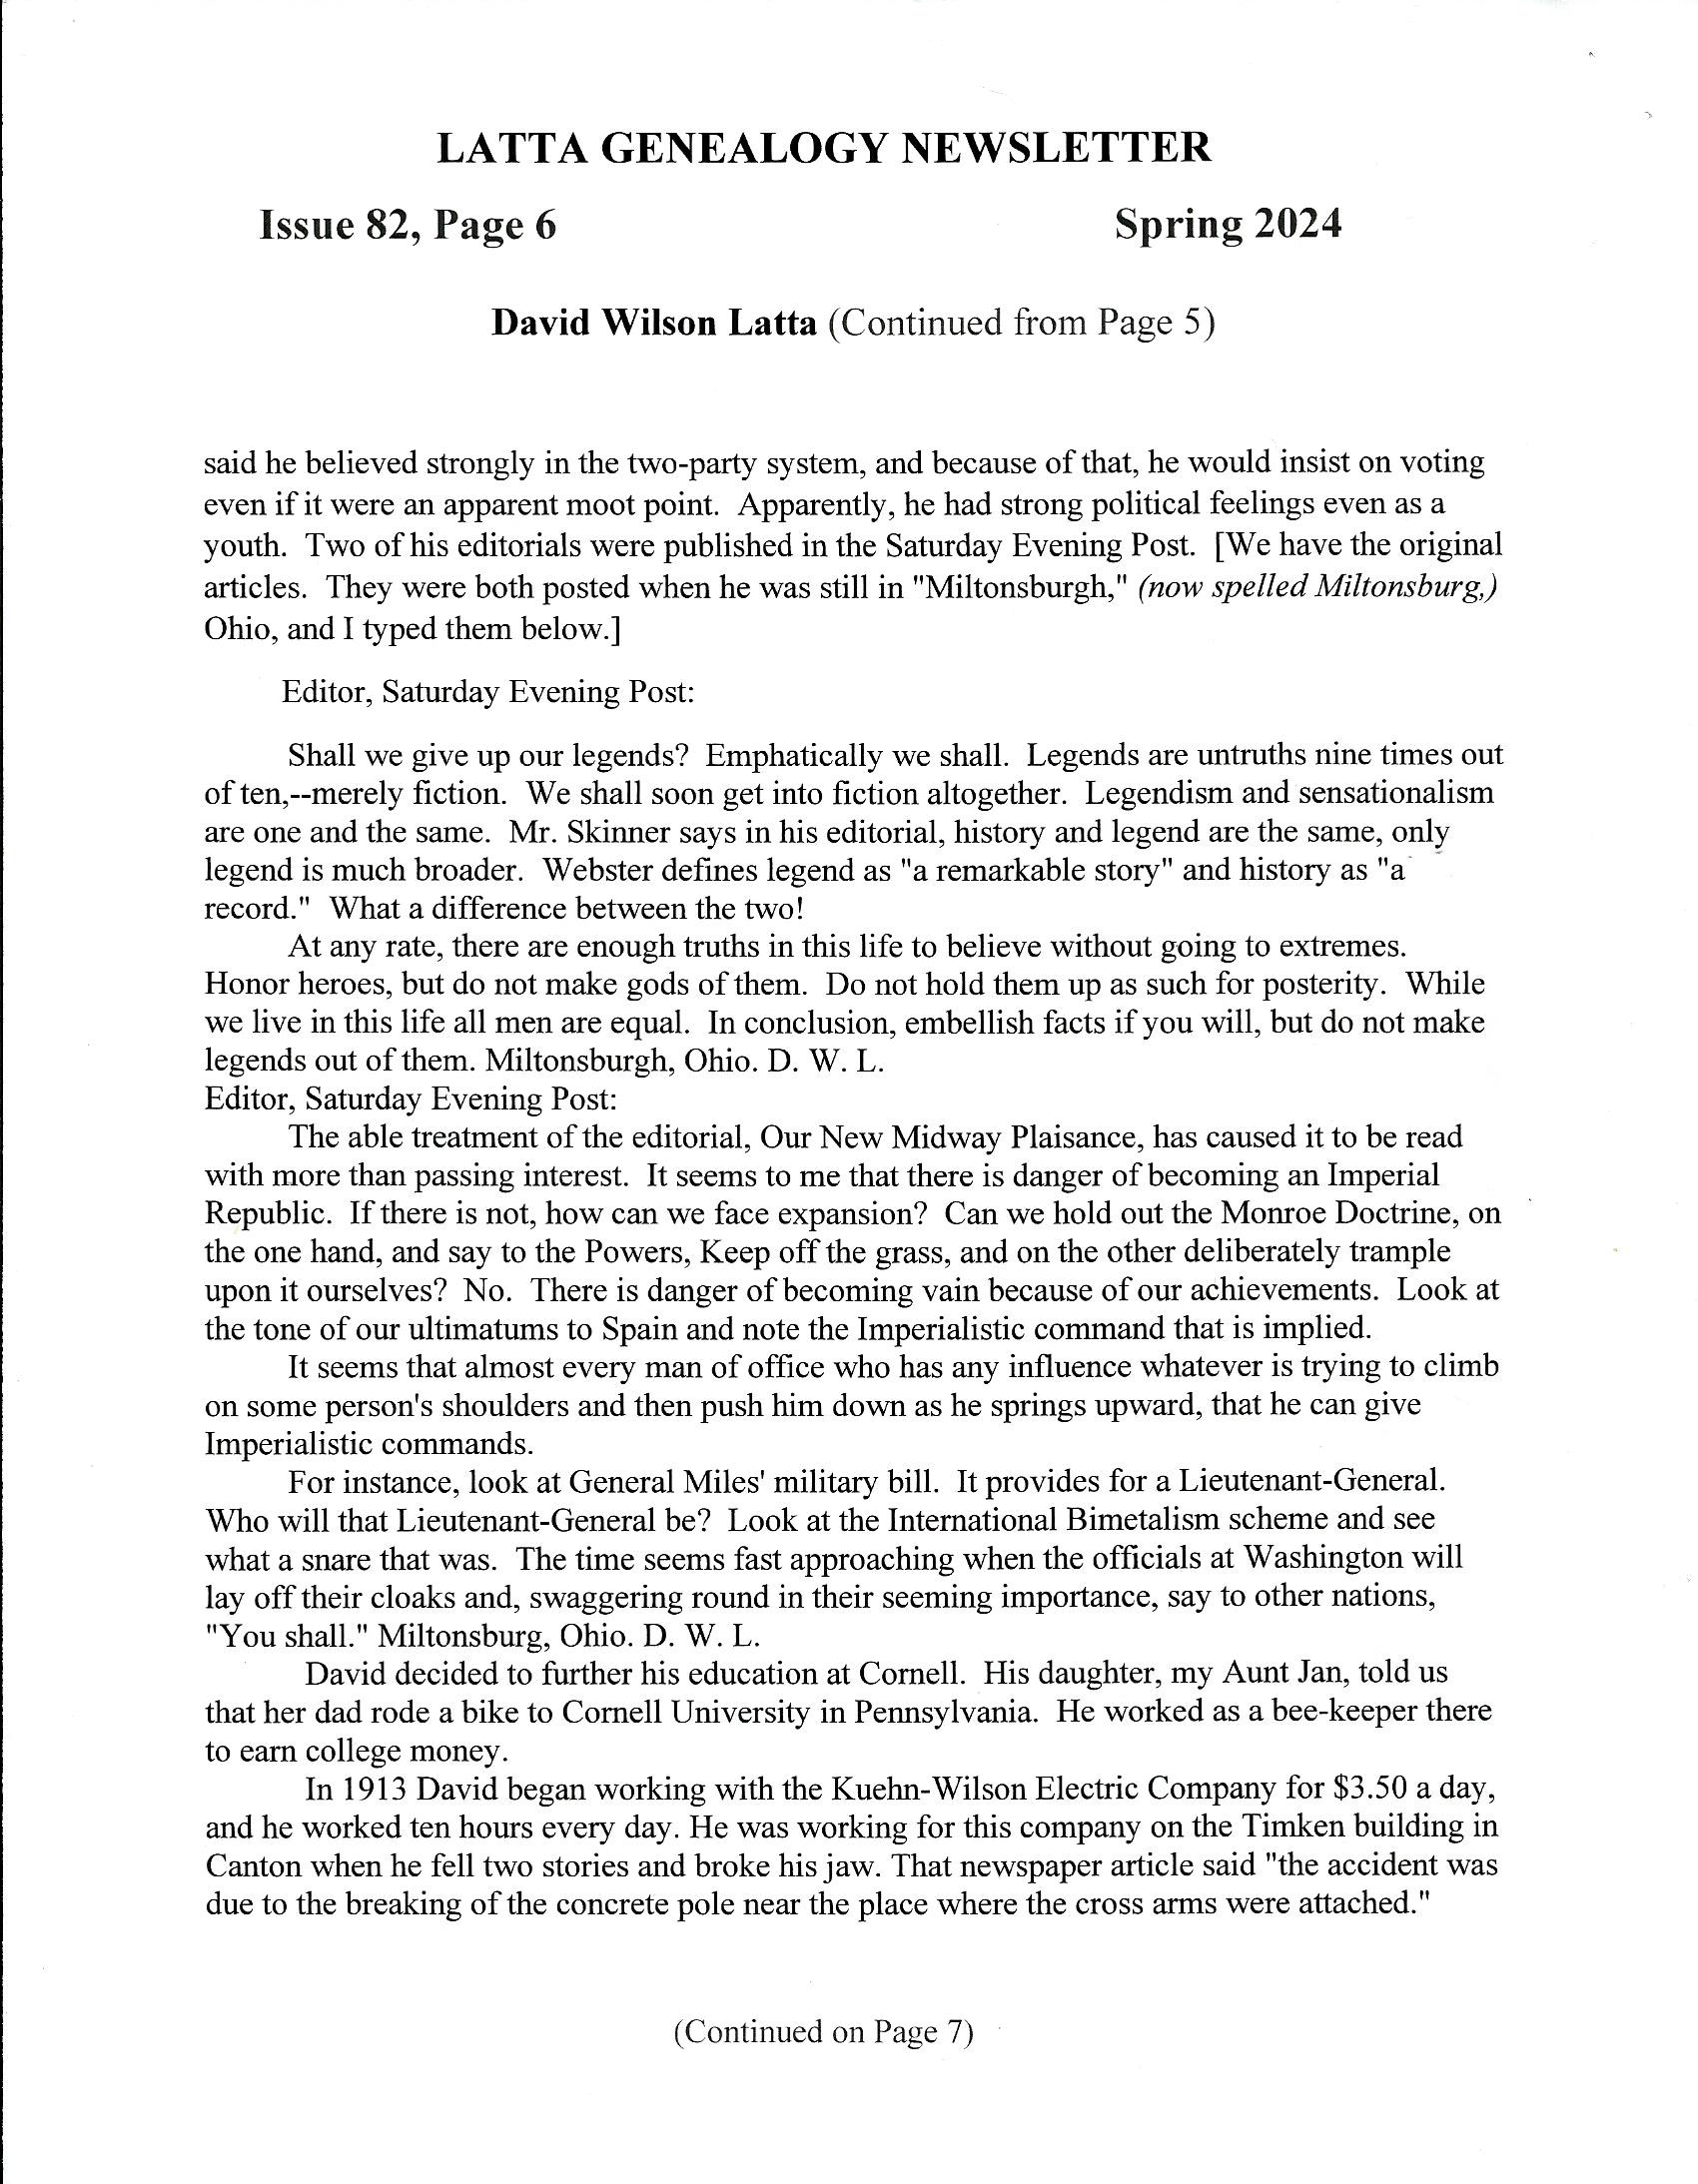 LATTA GENEALOGY NEWSLETTER
Issue 82, Page 6 Spring 2024
David Wilson Latta (Continued from Page 5)
said he believed strongly in the two-party system, and because of that, he would insist on voting
even if it were an apparent moot point. Apparently, he had strong political feelings even as a
youth. Two of his editorials were published in the Saturday Evening Post. [We have the original
articles. They were both posted when he was still in "Miltonsburgh," (now spelled Miltonsburg,)
Ohio, and I typed them below.]
Editor, Saturday Evening Post:
Shall we give up our legends? Emphatically we shall. Legends are untruths nine times out
of ten,--merely fiction. We shall soon get into fiction altogether. Legendism and sensationalism
are one and the same. Mr. Skinner says in his editorial, history and legend are the same, only
legend is much broader. Webster defines legend as "a remarkable story" and history as "a
record." What a difference between the two!
At any rate, there are enough truths in this life to believe without going to extremes.
Honor heroes, but do not make gods of them. Do not hold them up as such for posterity. While
we live in this life all men are equal. In conclusion, embellish facts if you will, but do not make
legends out of them. Miltonsburgh, Ohio. D. W. L.
Editor, Saturday Evening Post:
The able treatment of the editorial, Our New Midway Plaisance, has caused it to be read
with more than passing interest. It seems to me that there is danger of becoming an Imperial
Republic. If there is not, how can we face expansion? Can we hold out the Monroe Doctrine, on
the one hand, and say to the Powers, Keep off the grass, and on the other deliberately trample
upon it ourselves? No. There is danger of becoming vain because of our achievements. Look at
the tone of our ultimatums to Spain and note the Imperialistic command that is implied.
It seems that almost every man of office who has any influence whatever is trying to climb
on some person's shoulders and then push him down as he springs upward, that he can give
Imperialistic commands.
For instance, look at General Miles' military bill. It provides for a Lieutenant-General.
Who will that Lieutenant-General be? Look at the International Bimetalism scheme and see
what a snare that was. The time seems fast approaching when the officials at Washington will
lay off their cloaks and, swaggering round in their seeming importance, say to other nations,
"You shall." Miltonsburg, Ohio. D. W. L.
David decided to further his education at Cornell. His daughter, my Aunt Jan, told us
that her dad rode a bike to Cornell University in Pennsylvania. He worked as a bee-keeper there
to earn college money.
In 1913 David began working with the Kuehn-Wilson Electric Company for $3.50 a day,
and he worked ten hours every day. He was working for this company on the Timken building in
Canton when he fell two stories and broke his jaw. That newspaper article said "the accident was
due to the breaking of the concrete pole near the place where the cross arms were attached."
(Continued on Page 7)